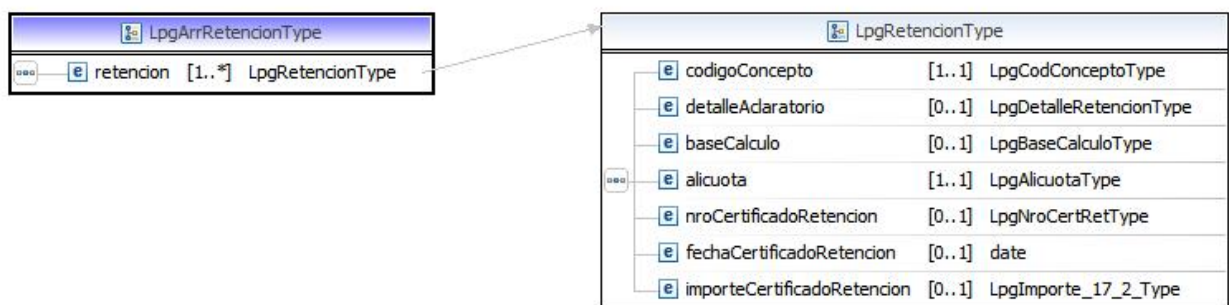 LpgArrRetencionType
e retencion [1..*] LpgRetencionType
LpgRetencionType
e codigoConcepto [1..1] LpgCodConceptoType
e detalleAclaratorio [0..1] LpgDetalleRetencionType
e baseCalculo [0..1] LpgBaseCalculoType
e alicuota [1..1] LpgAlicuotaType
e nroCertificadoRetencion [0..1] LpgNroCertRetType
e fechaCertificadoRetencion [0..1] date
e importeCertificadoRetencion [0..1] LpgImporte_17_2_Type